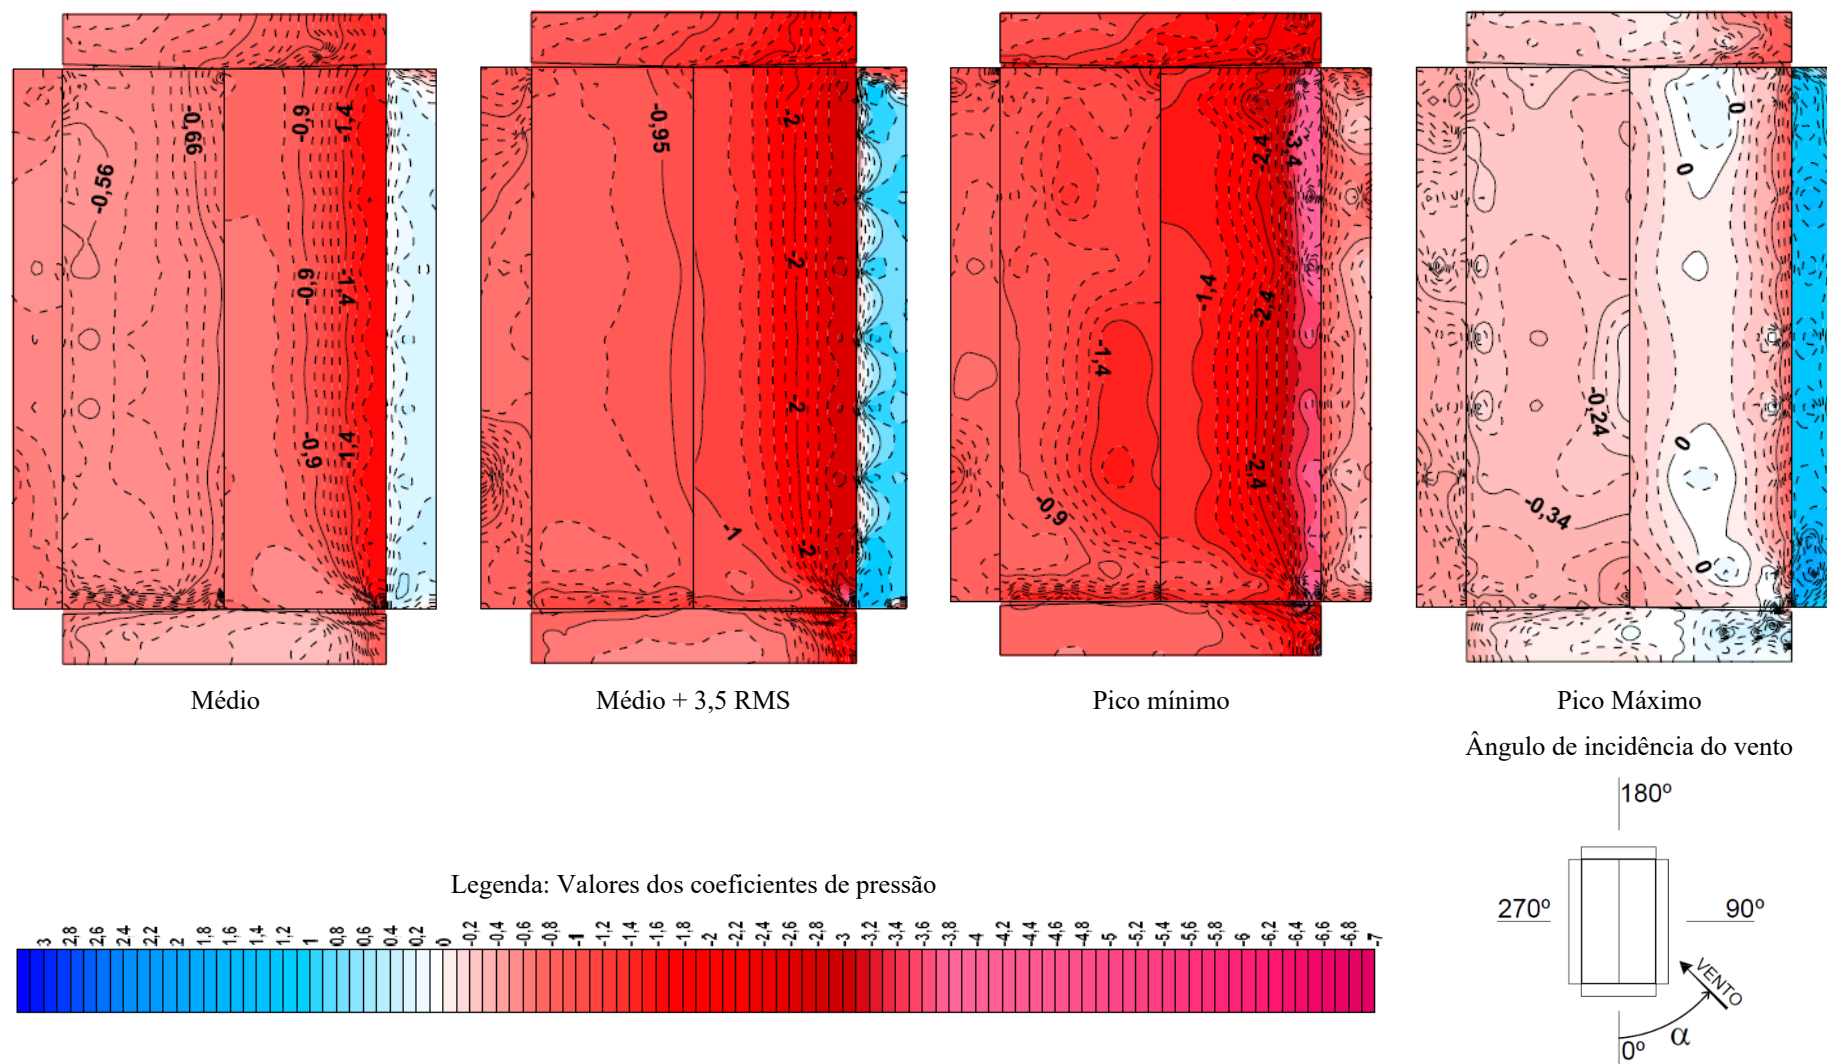 -0,56
-0,66
-0,9
-1,4
-0,9
-1,4
-0,9
-1,4
-0,95
-2
-2
-2
-1
-2
-2,4
-3,4
-1,4
-2,4
-1,4
-2,4
-0,9
0
0
-0,24
0
-0,34
0
Médio
Médio + 3,5 RMS
Pico mínimo
Pico Máximo
Ângulo de incidência do vento
180º
270º
90º
VENTO
α
0º
Legenda: Valores dos coeficientes de pressão
3 2,8 2,6 2,4 2,2 2 1,8 1,6 1,4 1,2 1 0,8 0,6 0,4 0,2 0 -0,2 -0,4 -0,6 -0,8 -1 -1,2 -1,4 -1,6 -1,8 -2 -2,2 -2,4 -2,6 -2,8 -3 -3,2 -3,4 -3,6 -3,8 -4 -4,2 -4,4 -4,6 -4,8 -5 -5,2 -5,4 -5,6 -5,8 -6 -6,2 -6,4 -6,6 -6,8 -7